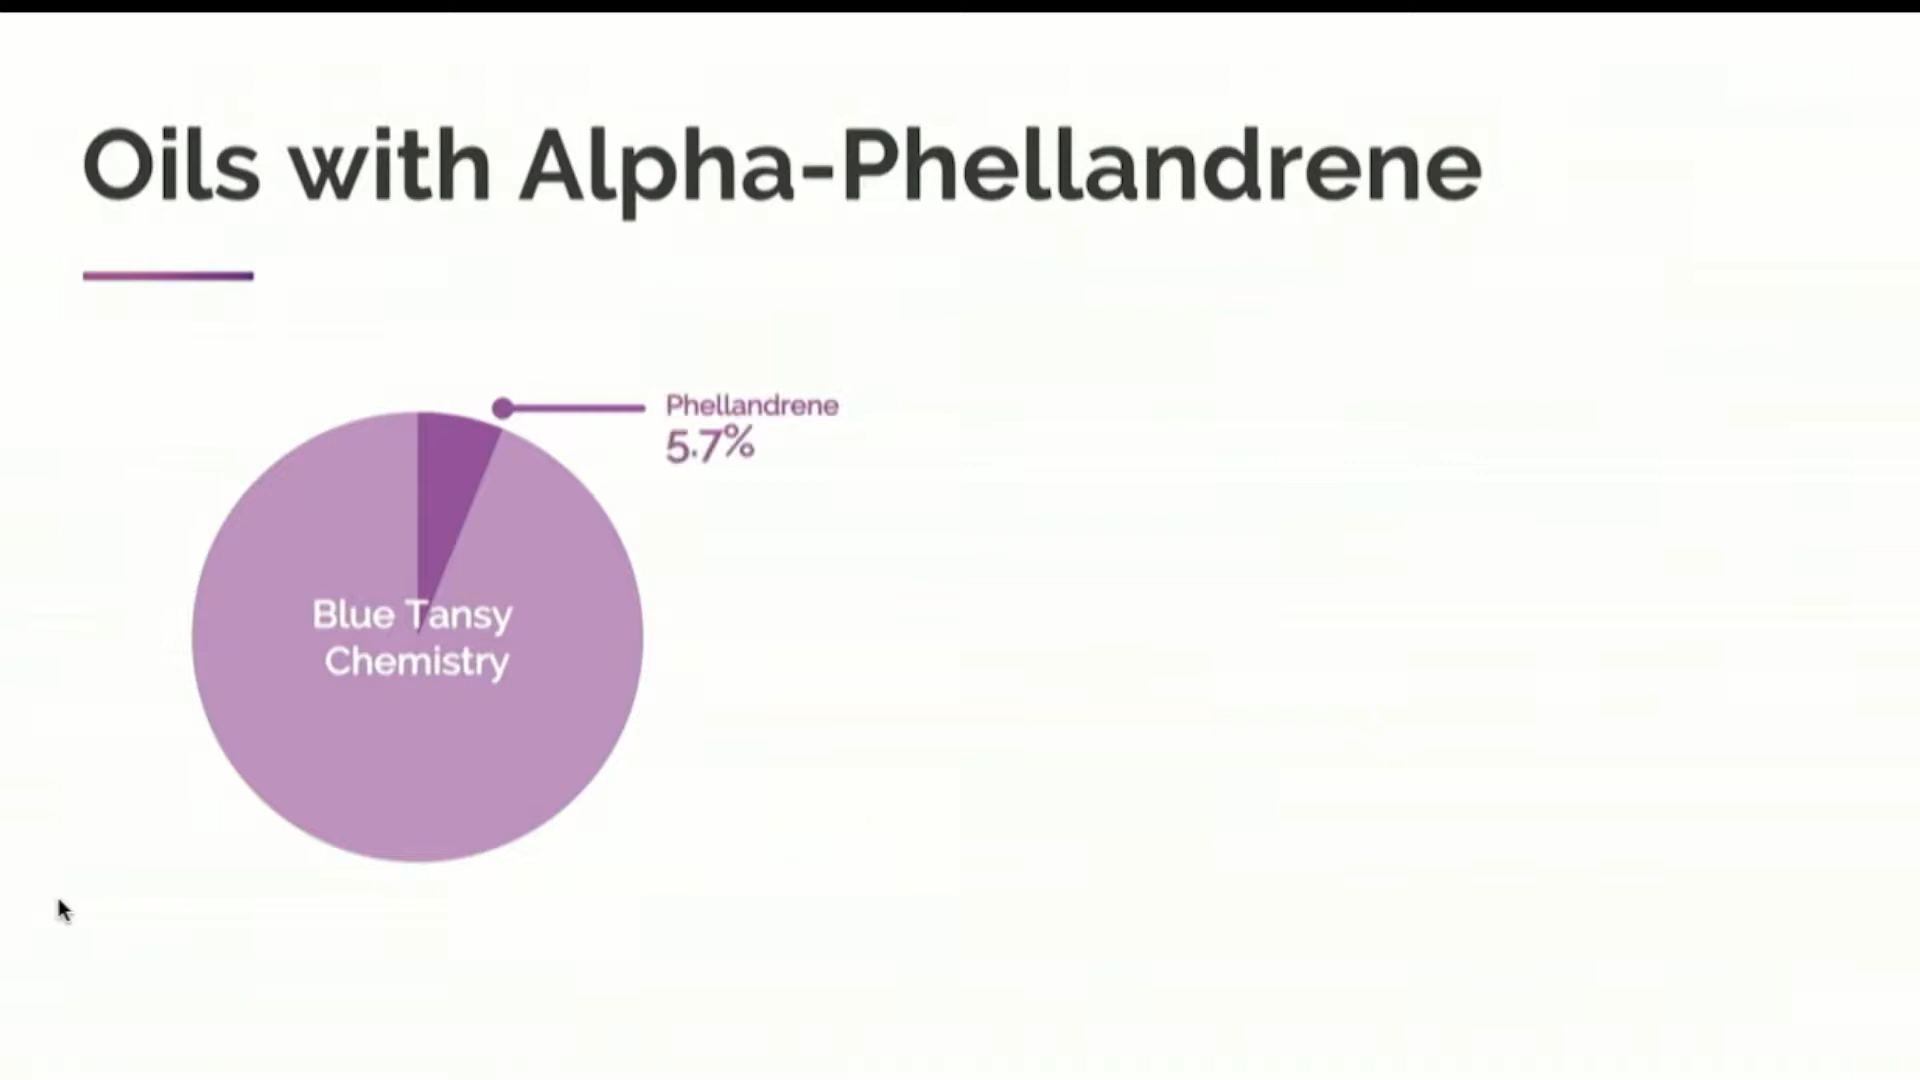 Oils with Alpha-Phellandrene
Phellandrene
5.7%
Blue Tansy
Chemistry